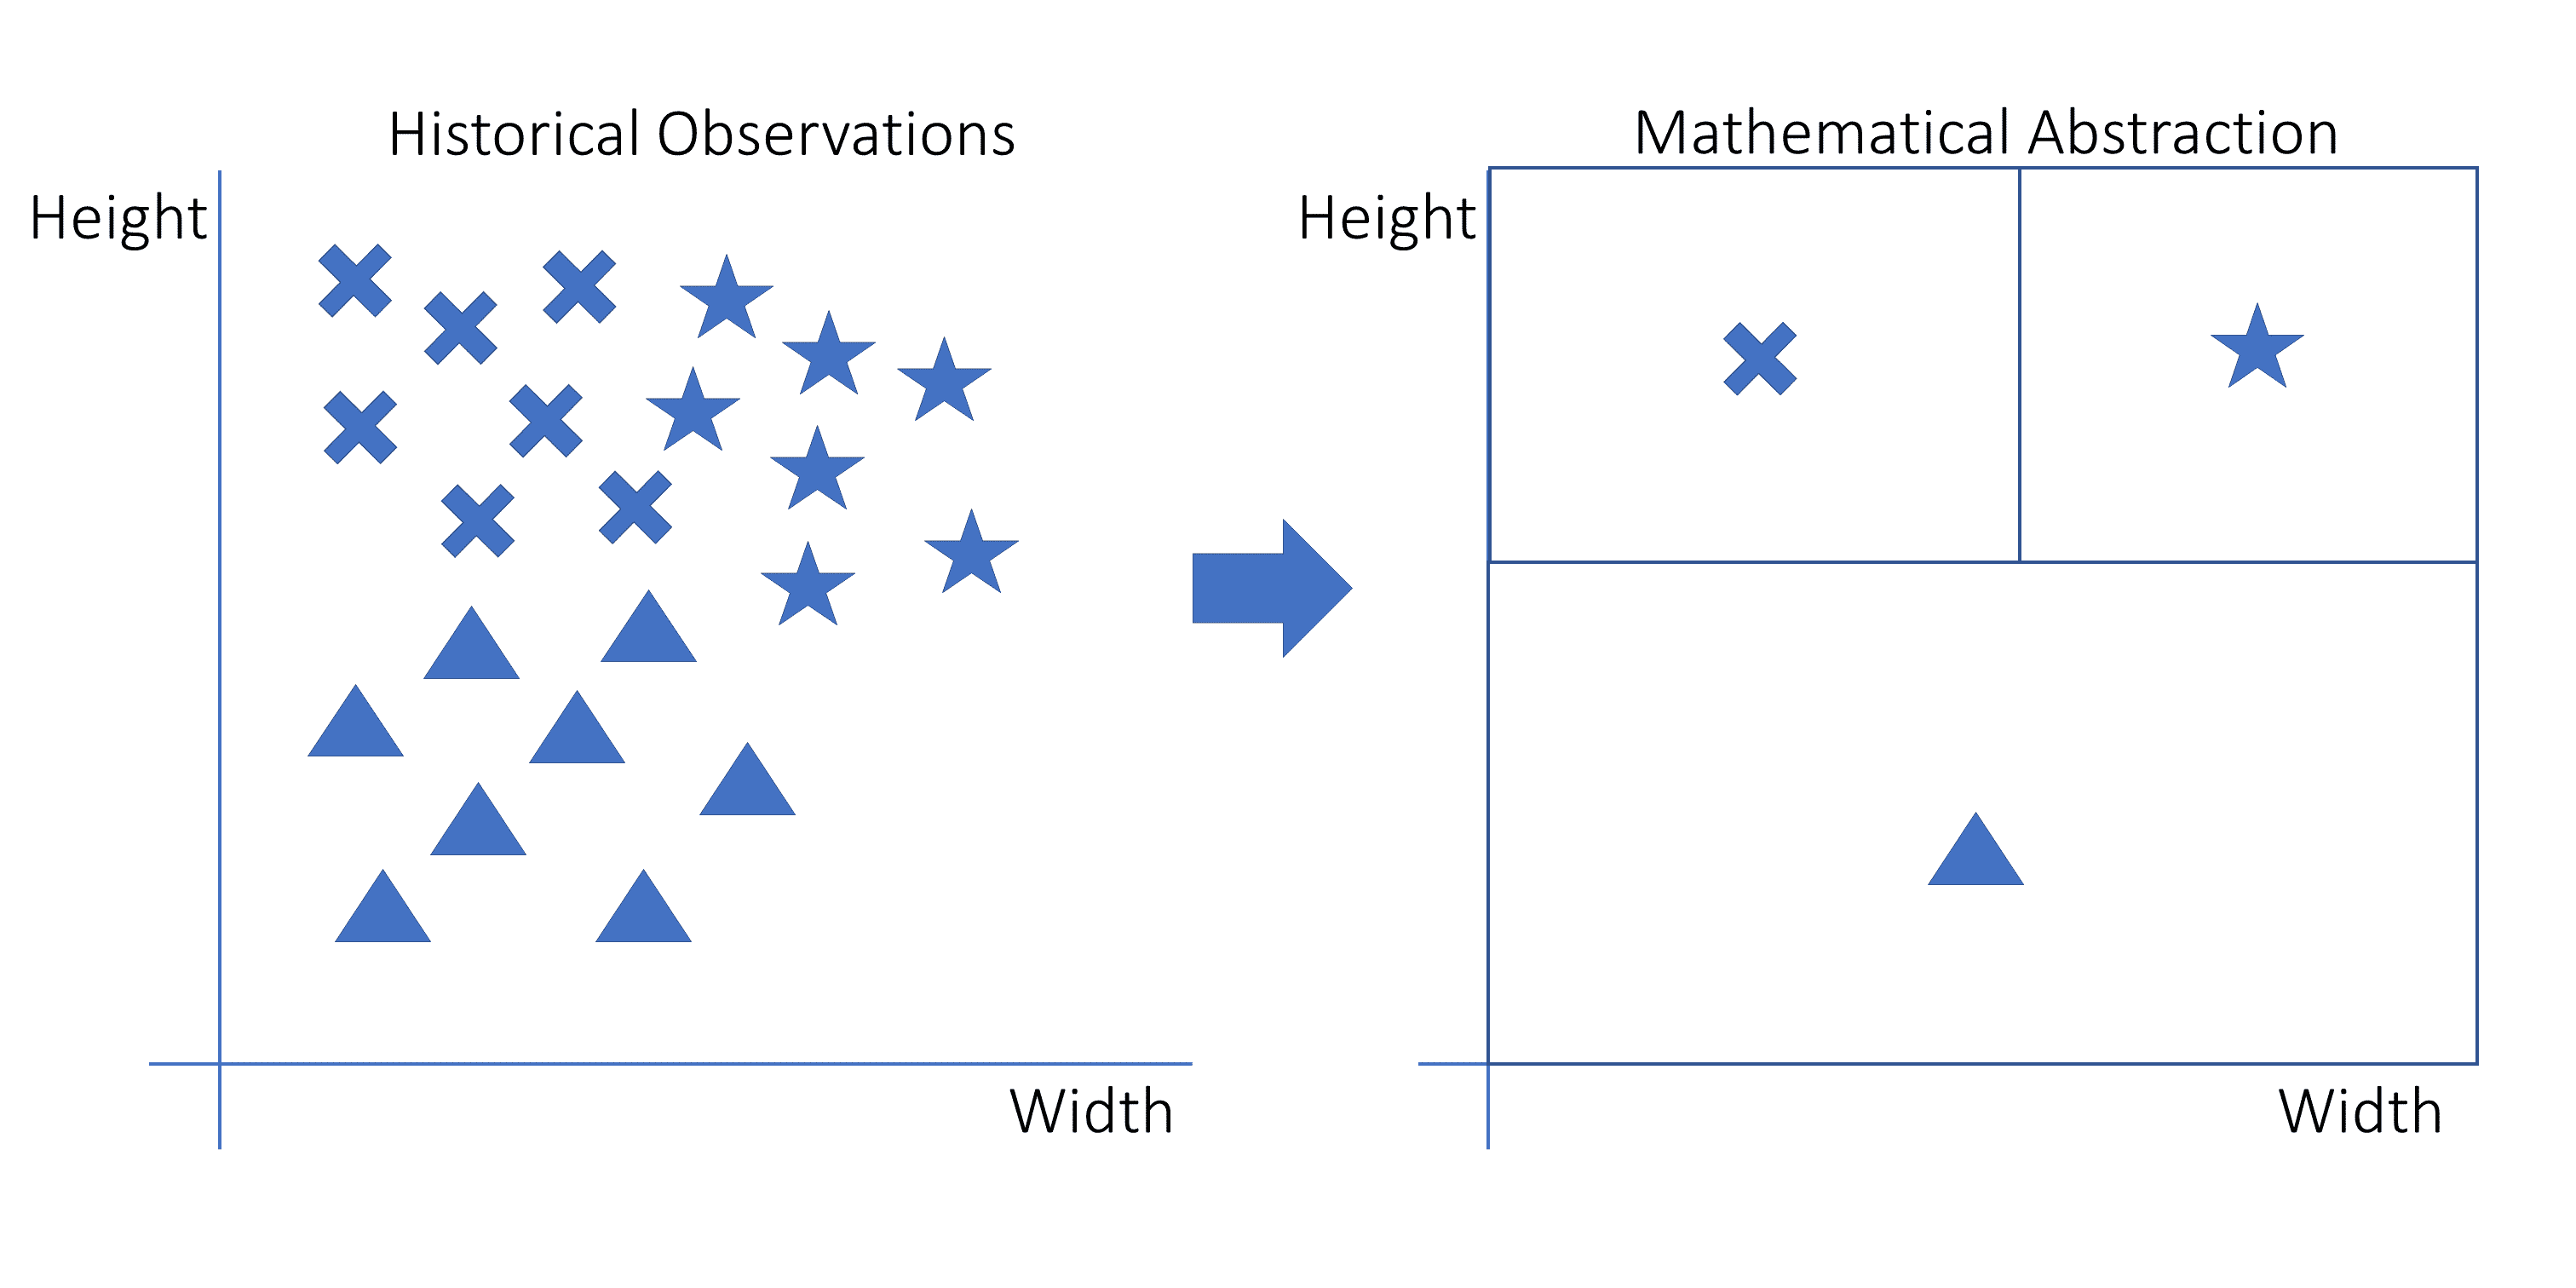 Historical Observations
Height
Width
Mathematical Abstraction
Height
Width